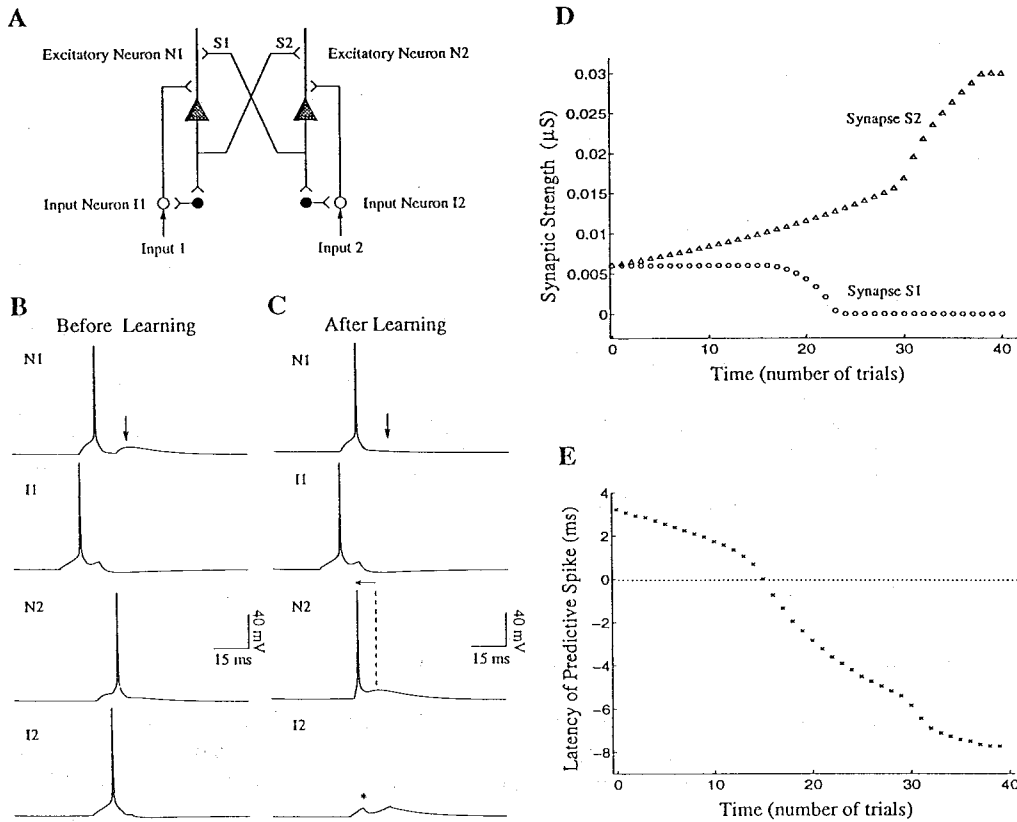 A
Excitatory Neuron N1
S1
S2
Excitatory Neuron N2
Input Neuron I1
Input Neuron I2
Input 1
Input 2
B
Before Learning
N1
I1
N2
40 mV
15 ms
I2
C
After Learning
N1
I1
N2
40 mV
15 ms
I2
*
D
Synaptic Strength (μS)
0.03
0.025
0.02
0.015
0.01
0.005
0
Synapse S2
Synapse S1
0
10
20
30
40
Time (number of trials)
E
Latency of Predictive Spike (ms)
4
2
0
−2
−4
−6
−8
0
10
20
30
40
Time (number of trials)